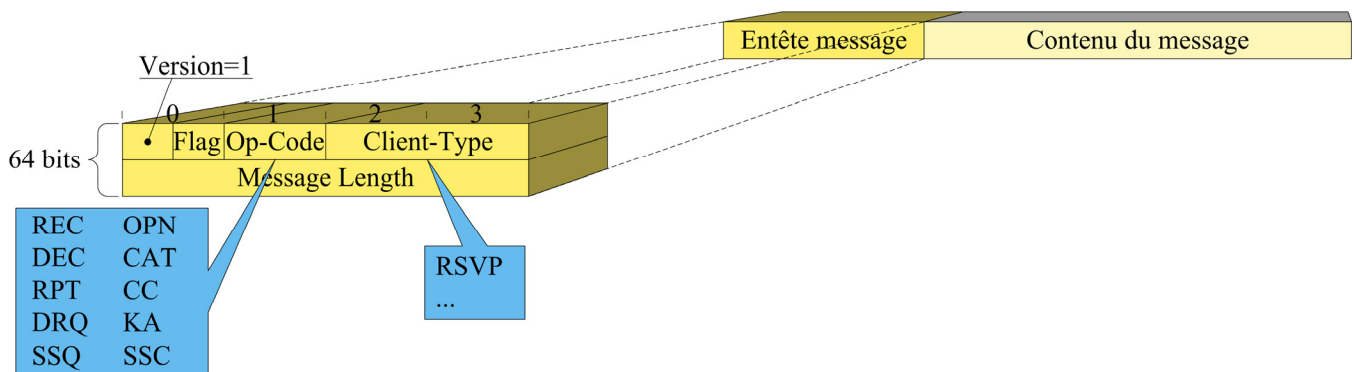 Entête message Contenu du message
Version=1
0 1 2 3
Flag Op-Code Client-Type
64 bits
Message Length
REC OPN
DEC CAT
RPT CC
DRQ KA
SSQ SSC
RSVP
...